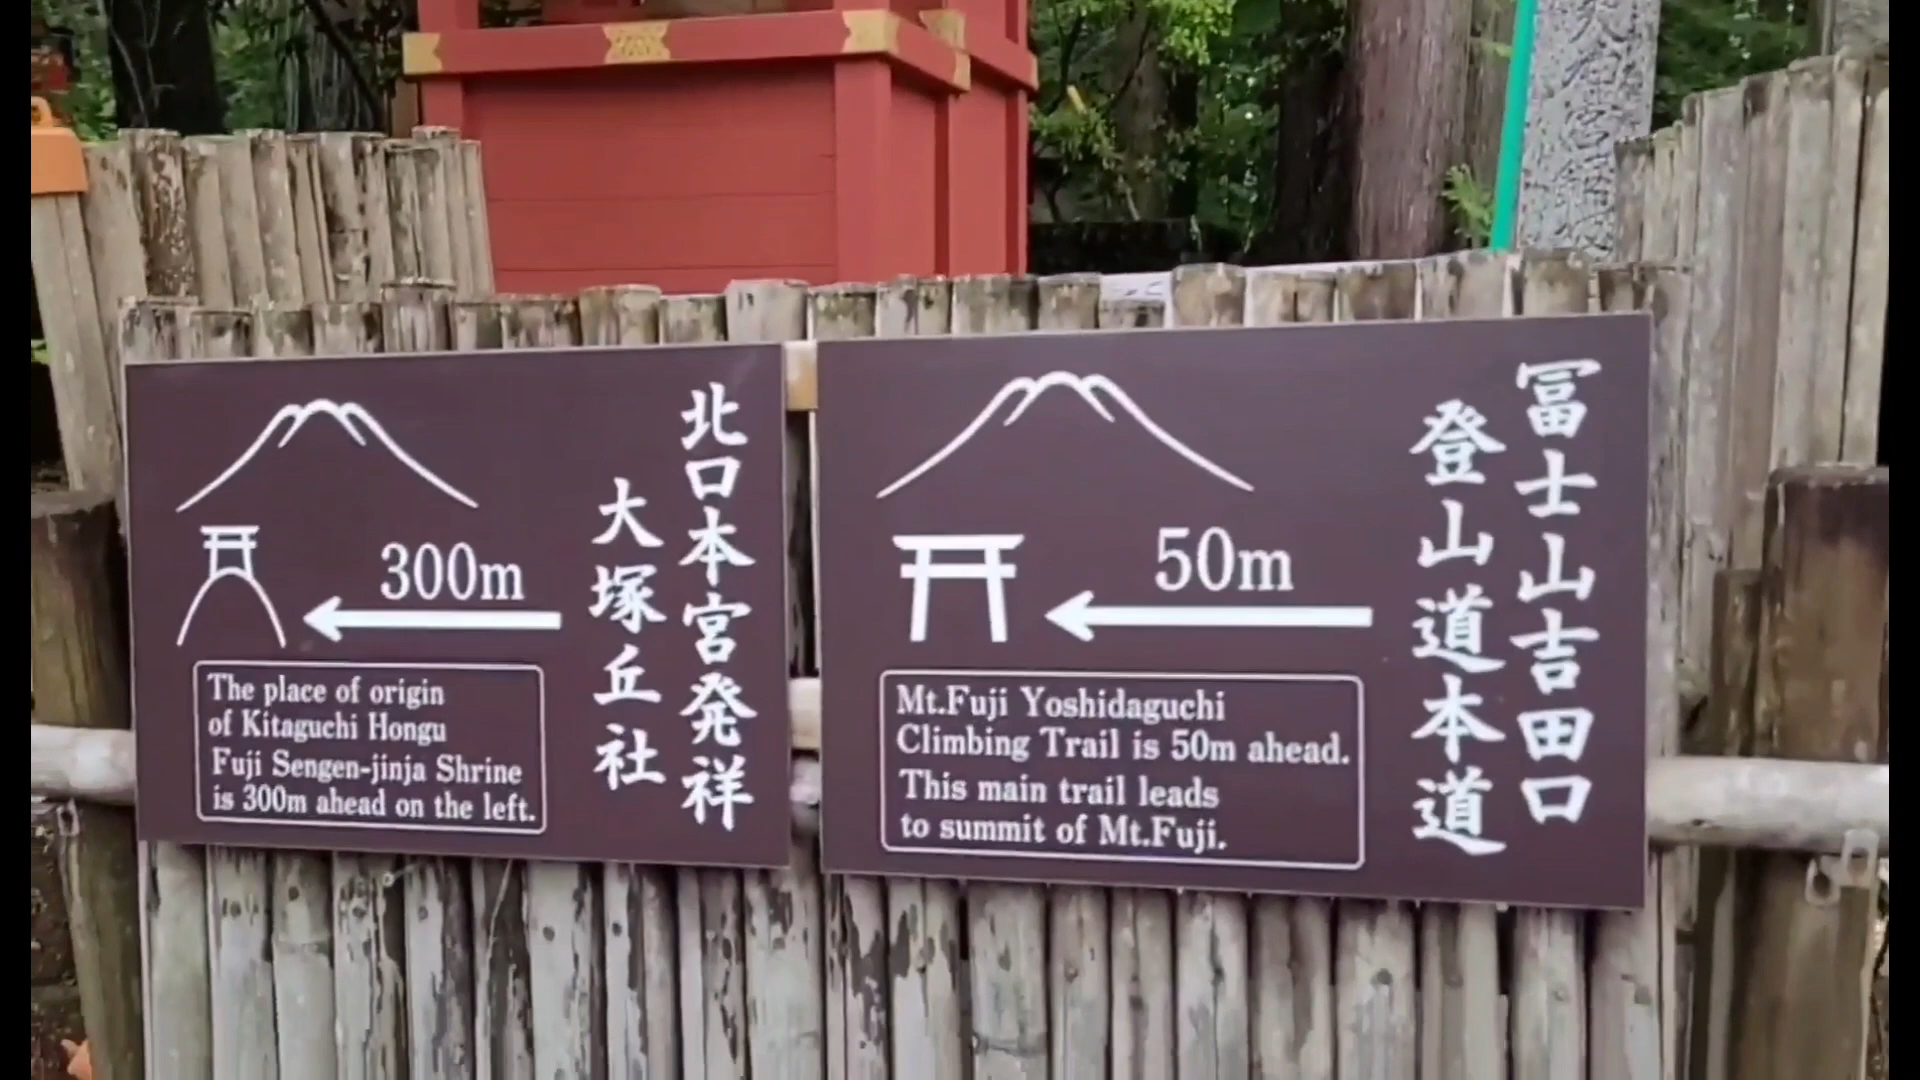 北口本宮発祥
大塚丘社
300m
The place of origin
of Kitaguchi Hongu
Fuji Sengen-jinja Shrine
is 300m ahead on the left.
冨士山吉田口
登山道本道
50m
Mt.Fuji Yoshidaguchi
Climbing Trail is 50m ahead.
This main trail leads
to summit of Mt.Fuji.